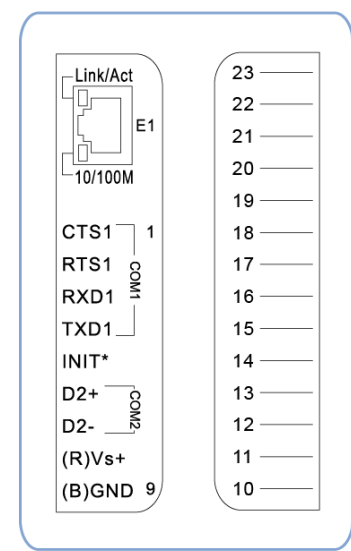 Link/Act
E1
10/100M
CTS1 1
RTS1
RXD1
TXD1
COM1
INIT*
D2+
D2-
COM2
(R)Vs+
(B)GND 9
23
22
21
20
19
18
17
16
15
14
13
12
11
10